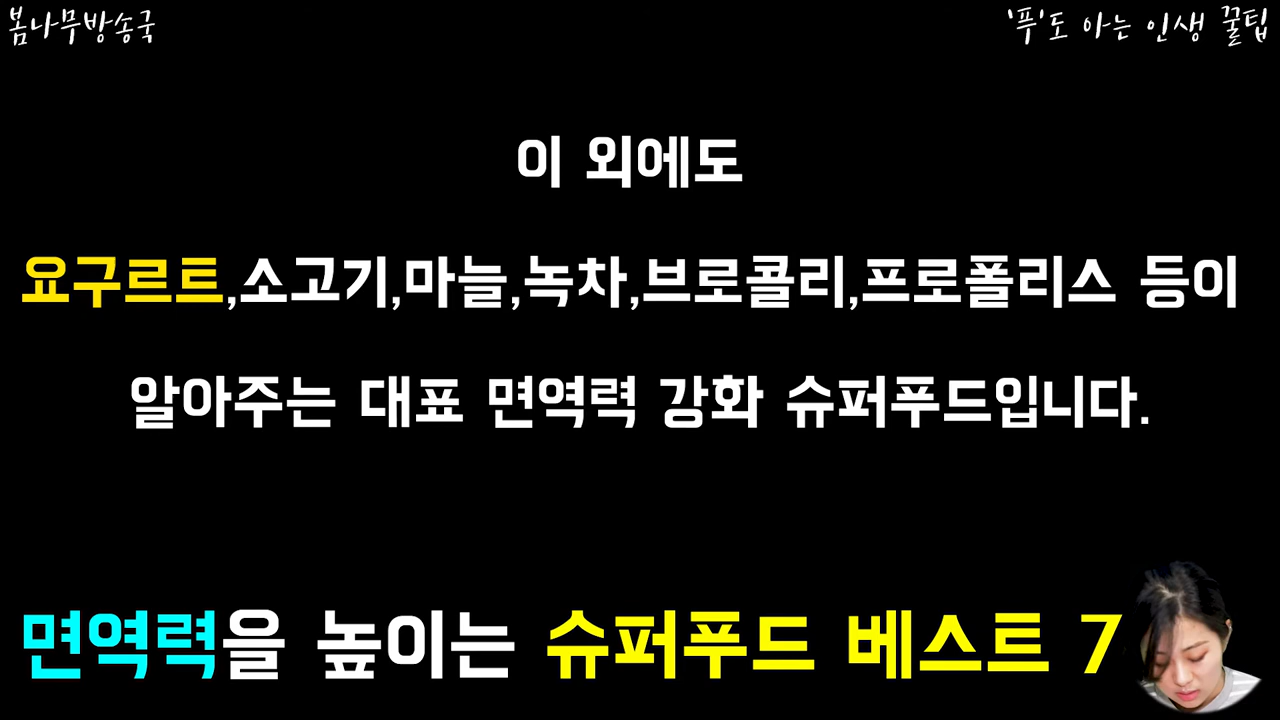 봄나무방송국
'푸'도 아는 인생 꿀팁
이 외에도
요구르트,소고기,마늘,녹차,브로콜리,프로폴리스 등이
알아주는 대표 면역력 강화 슈퍼푸드입니다.
면역력을 높이는 슈퍼푸드 베스트 7